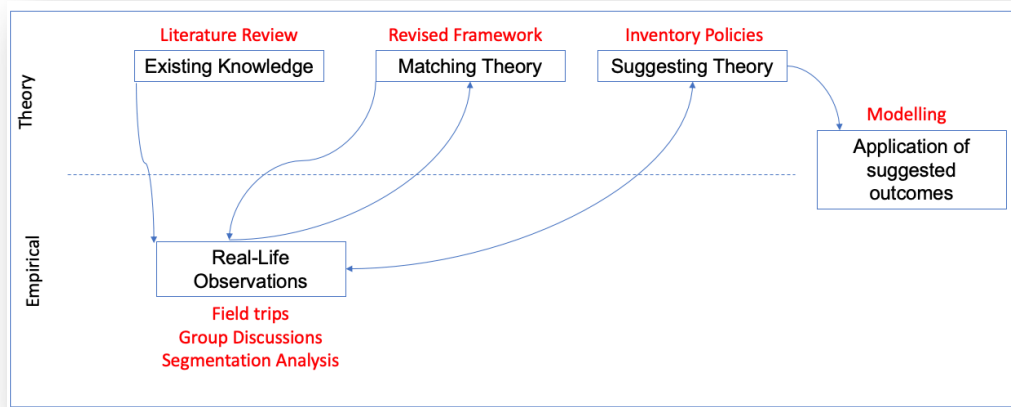 Literature Review
Existing Knowledge
Revised Framework
Matching Theory
Inventory Policies
Suggesting Theory
Theory
Modelling
Application of
suggested
outcomes
Empirical
Real-Life
Observations
Field trips
Group Discussions
Segmentation Analysis